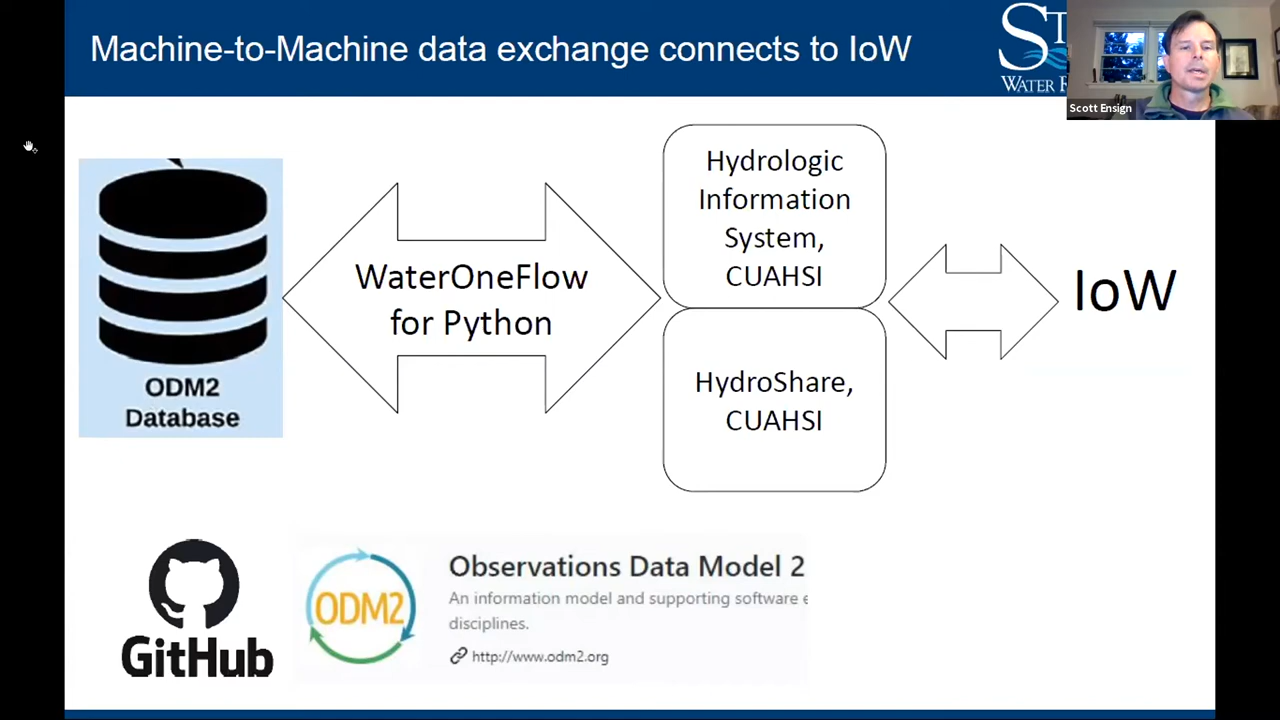 Machine-to-Machine data exchange connects to IoW
Scott Ensign
Hydrologic
Information
System,
CUAHSI
WaterOneFlow
for Python
IoW
HydroShare,
CUAHSI
ODM2
Database
GitHub
ODM2
Observations Data Model 2
An information model and supporting software e
disciplines.
http://www.odm2.org